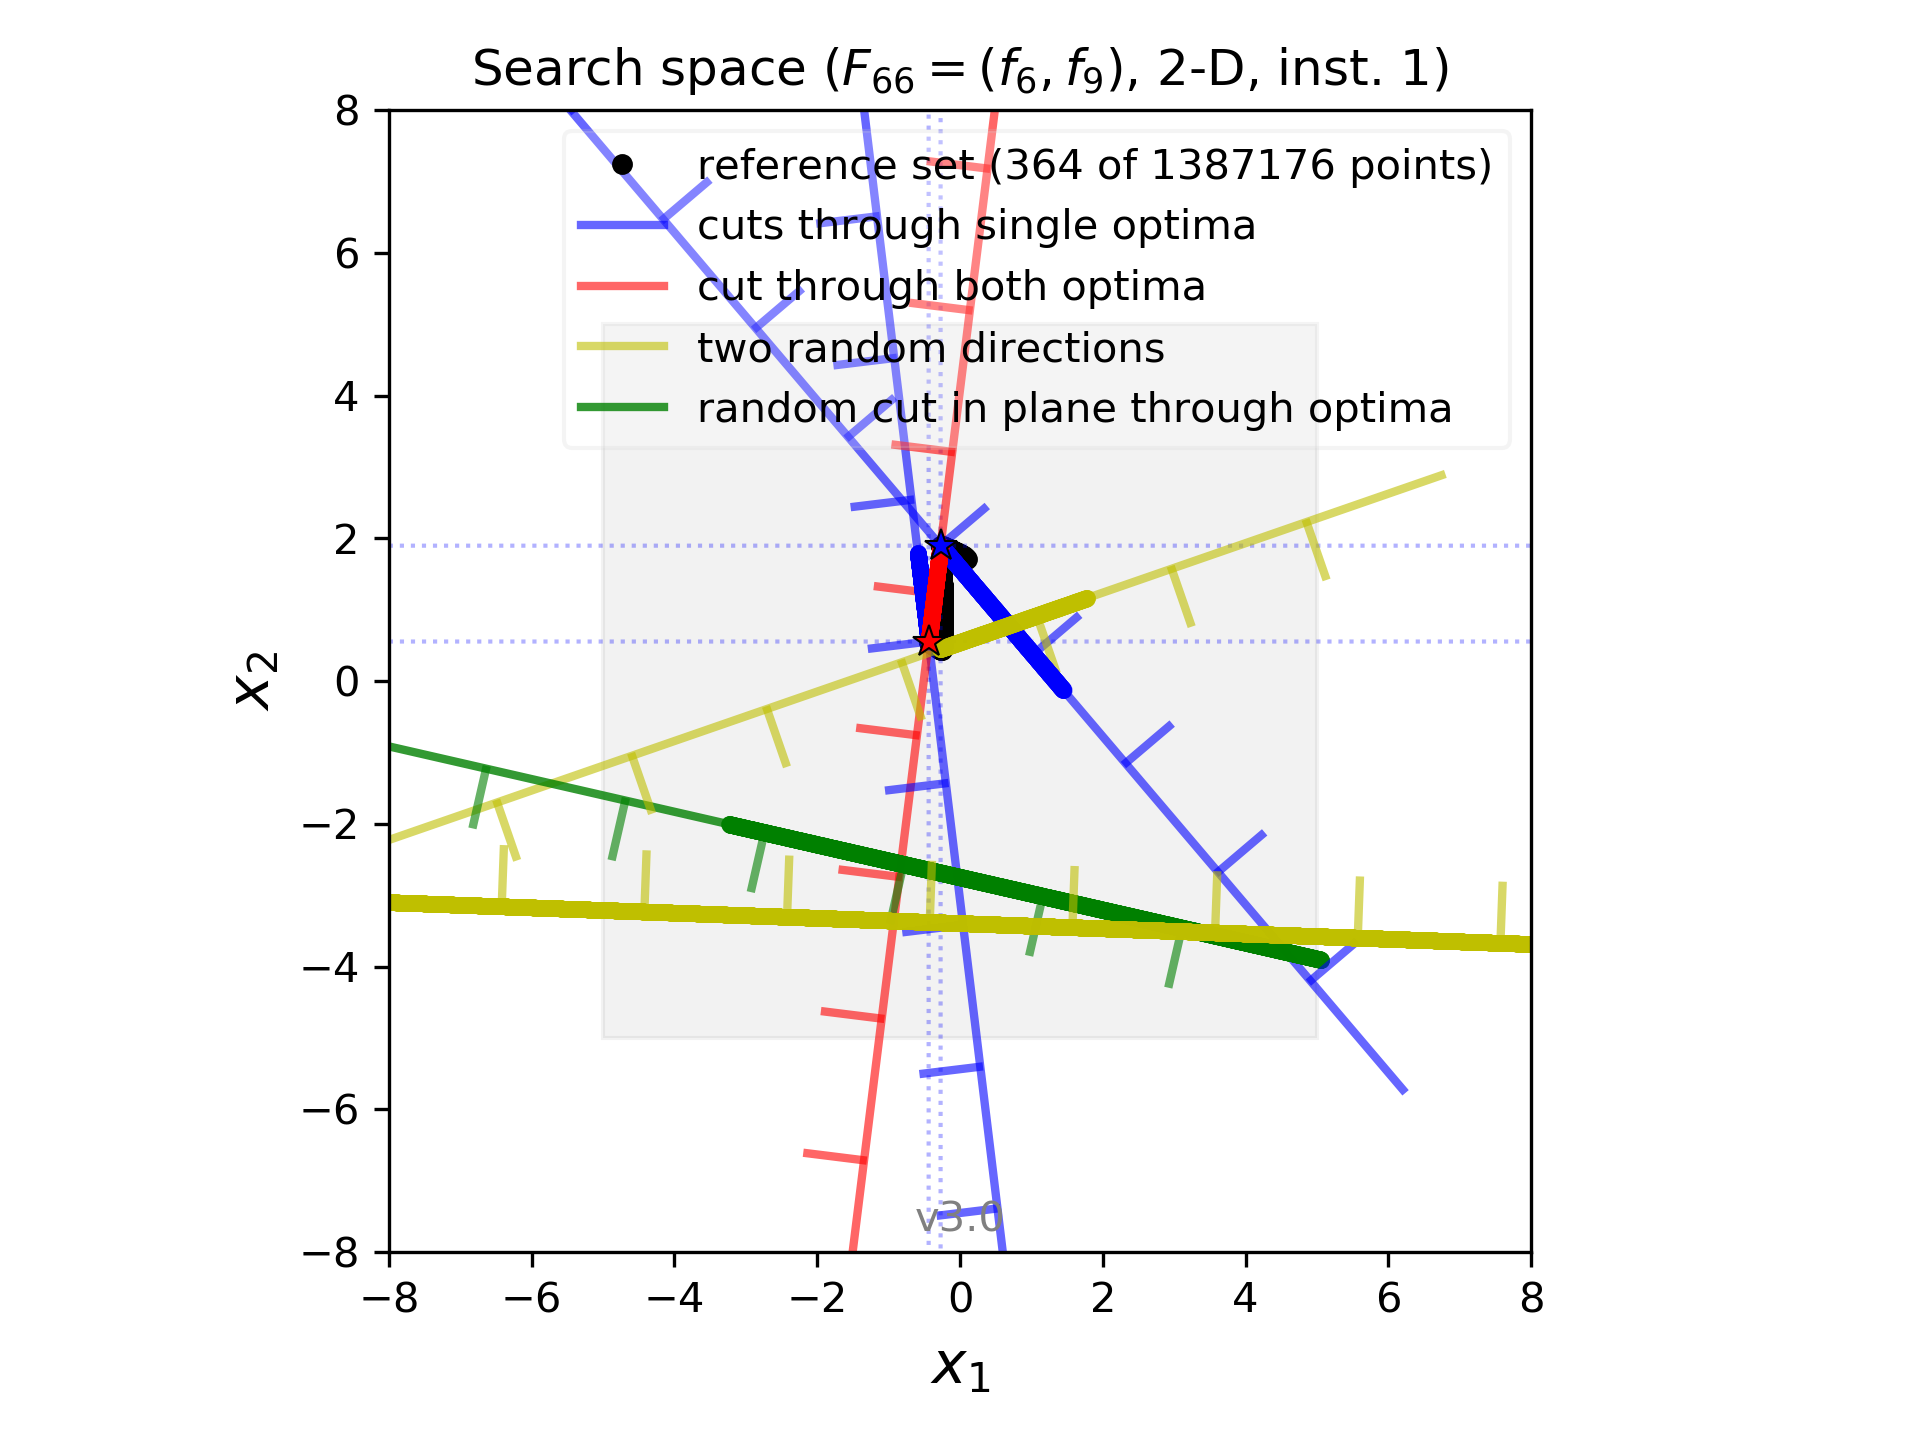 Search space (F66 = (f6, f9), 2-D, inst. 1)
reference set (364 of 1387176 points)
cuts through single optima
cut through both optima
two random directions
random cut in plane through optima
8
6
4
2
0
−2
−4
−6
−8
x2
v3.0
−8 −6 −4 −2 0 2 4 6 8
x1